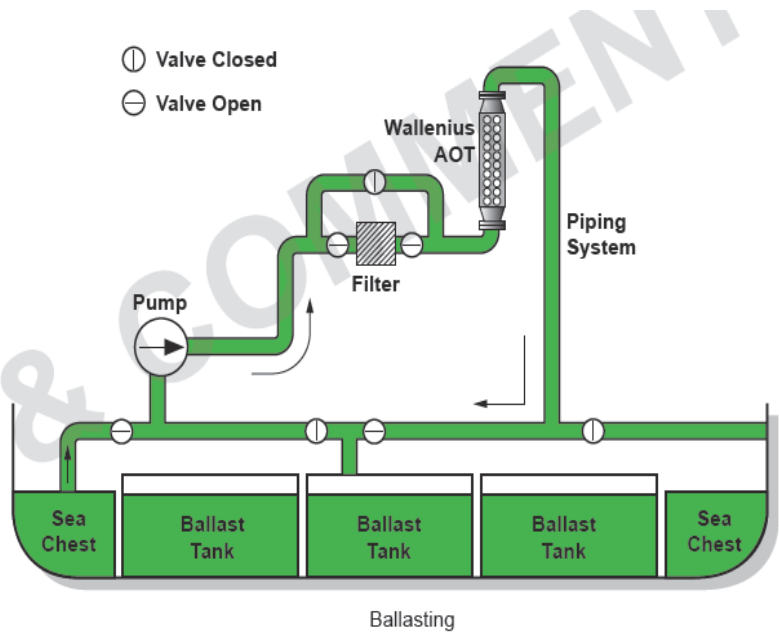 Valve Closed
Valve Open
Wallenius
AOT
Piping
System
Filter
Pump
Sea
Chest
Ballast
Tank
Ballast
Tank
Ballast
Tank
Sea
Chest
Ballasting
& COMMENT